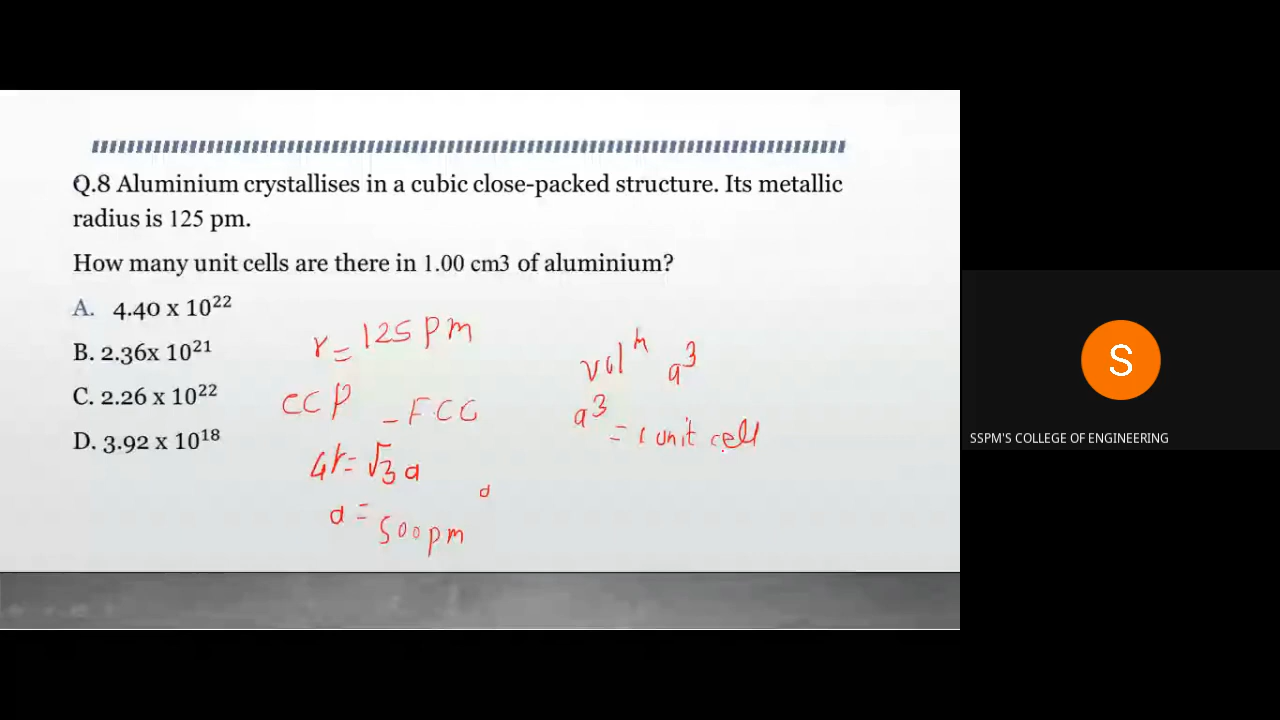 Q.8 Aluminium crystallises in a cubic close-packed structure. Its metallic
radius is 125 pm.
How many unit cells are there in 1.00 cm3 of aluminium?
A. 4.40 x 10²²
B. 2.36x 10²¹
C. 2.26 x 10²²
D. 3.92 x 10¹⁸
r = 125 pm
CCP - FCC
4r = √3 a
a = 500 pm
a
volᵐ a³
a³ = 1 unit cell
S
SSPM'S COLLEGE OF ENGINEERING